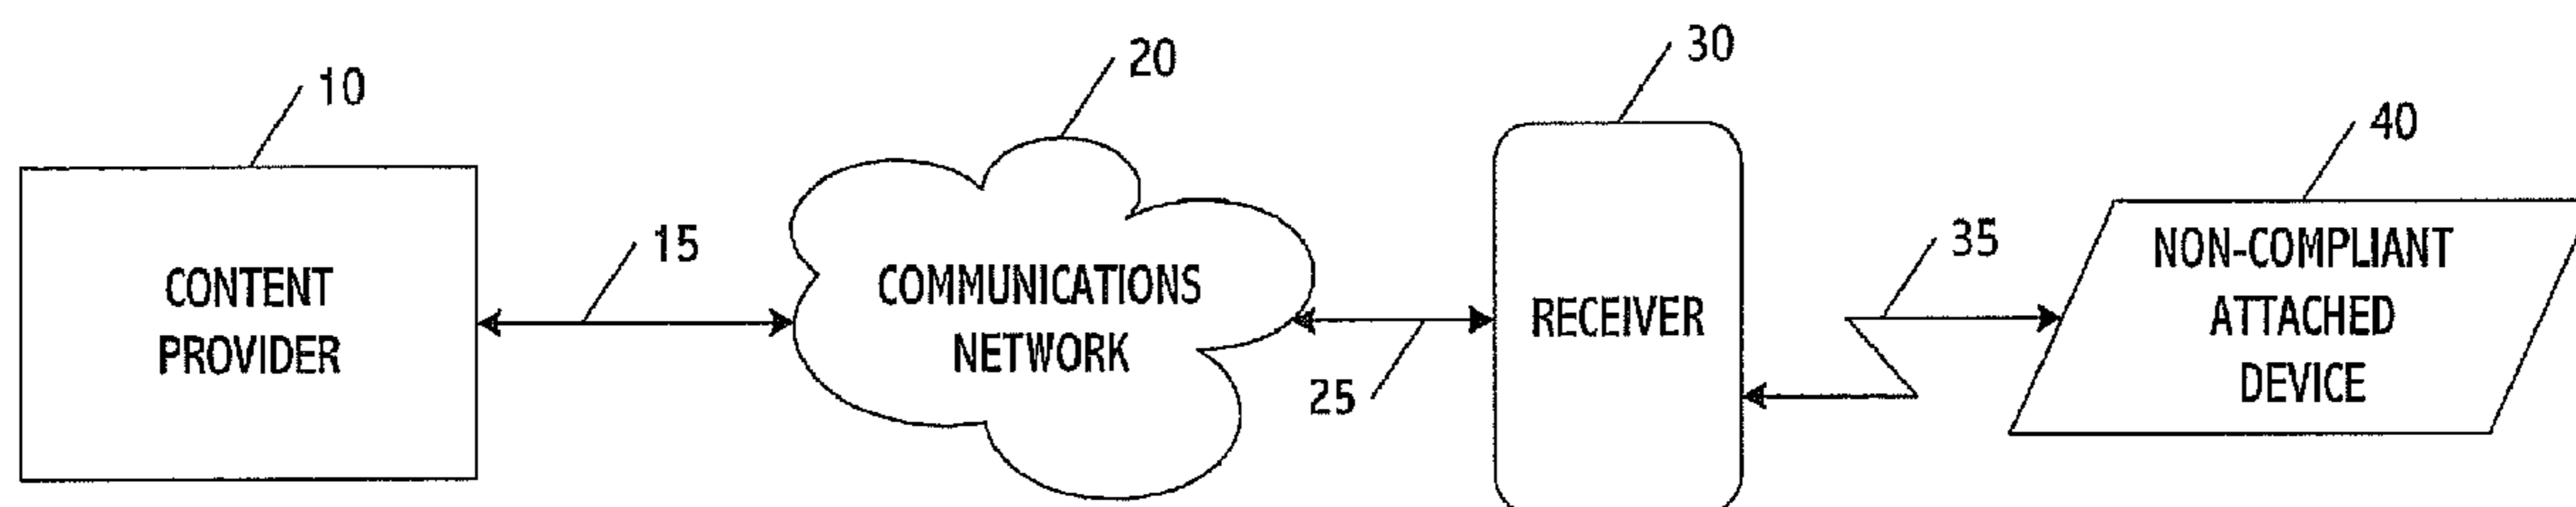 10
20
30
40
15
25
35
CONTENT
PROVIDER
COMMUNICATIONS
NETWORK
RECEIVER
NON-COMPLIANT
ATTACHED
DEVICE